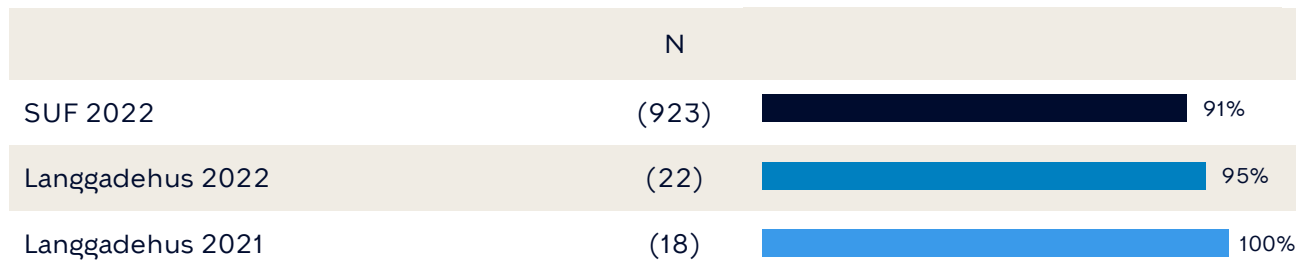 N
SUF 2022 (923) 91%
Langgadehus 2022 (22) 95%
Langgadehus 2021 (18) 100%